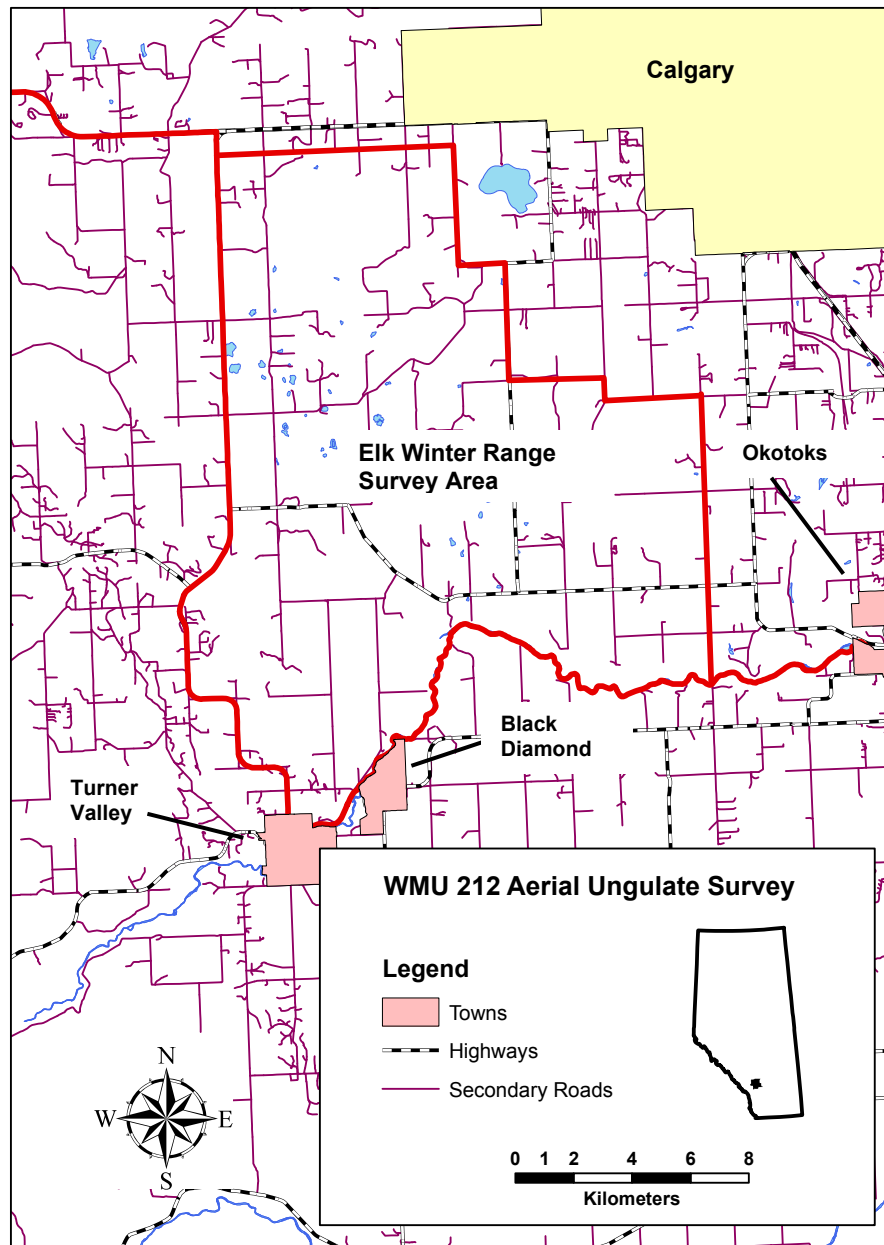 Calgary
Elk Winter Range
Survey Area
Okotoks
Black
Diamond
Turner
Valley
WMU 212 Aerial Ungulate Survey
Legend
Towns
Highways
Secondary Roads
N
W E
S
0 1 2 4 6 8
Kilometers